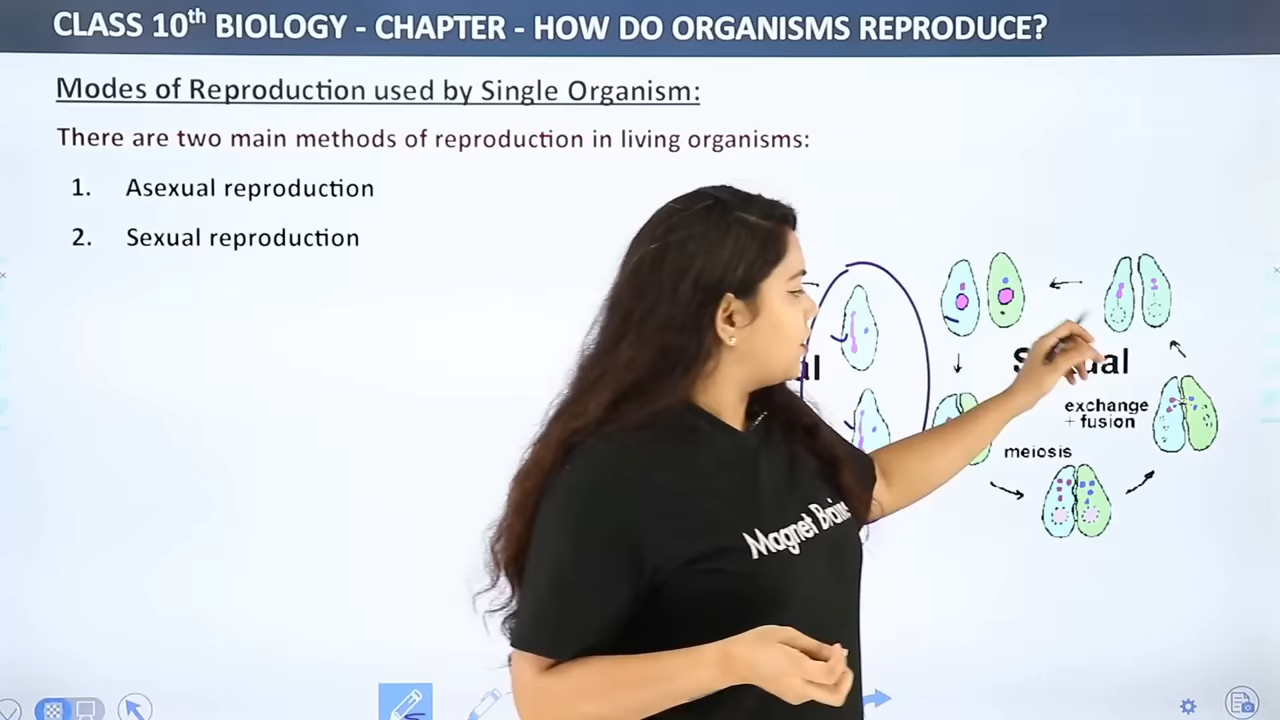 CLASS 10th BIOLOGY - CHAPTER - HOW DO ORGANISMS REPRODUCE?
Modes of Reproduction used by Single Organism:
There are two main methods of reproduction in living organisms:
1. Asexual reproduction
2. Sexual reproduction
exchange
+ fusion
meiosis
Magnet Brains